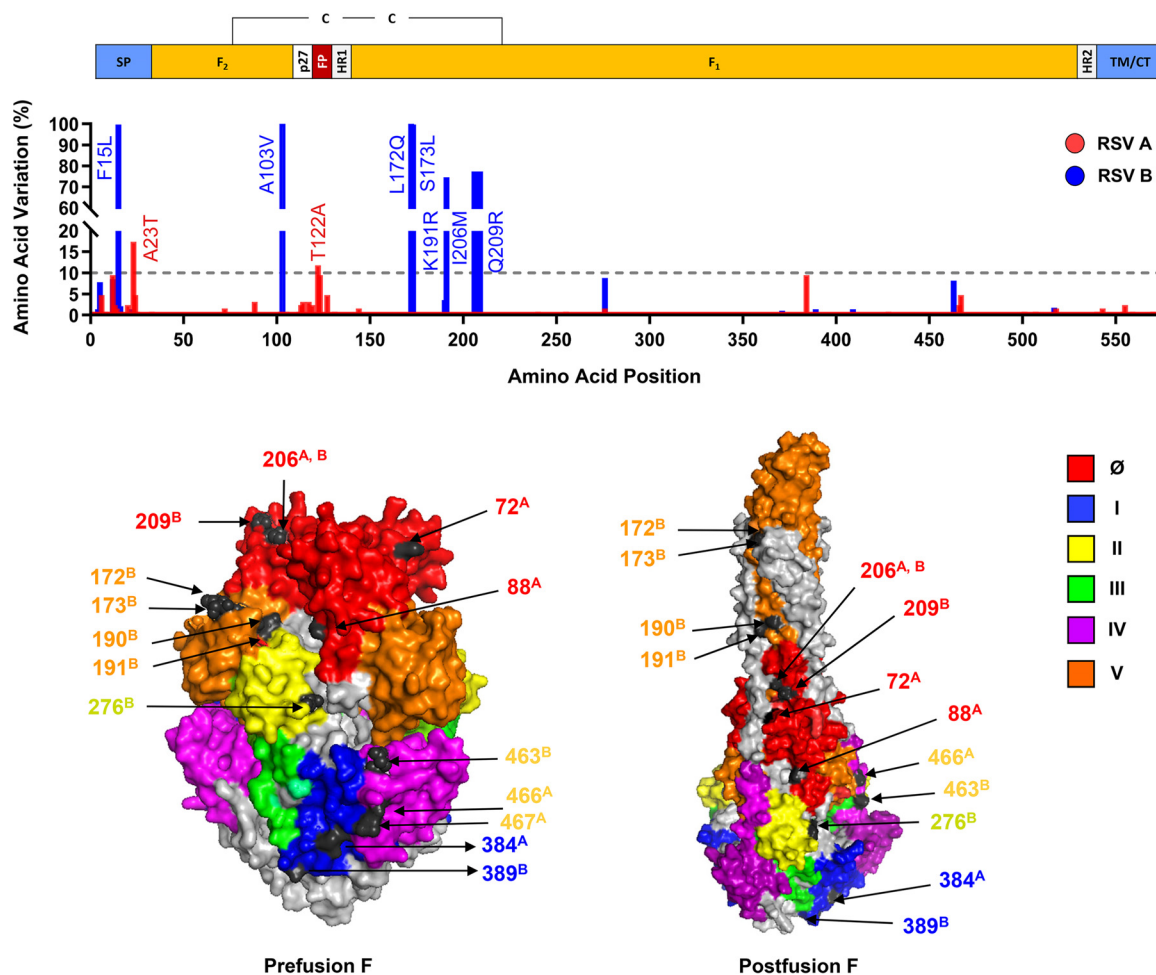 C C
SP F2 p27 FP HR1 F1 HR2 TM/CT
Amino Acid Variation (%)
100
90
80
70
60
20
15
10
5
0
F15L
A23T
A103V
T122A
L172Q
S173L
K191R
I206M
Q209R
RSV A
RSV B
0 50 100 150 200 250 300 350 400 450 500 550
Amino Acid Position
206A, B
209B
72A
172B
173B
88A
190B
191B
276B
463B
466A
467A
384A
389B
Prefusion F
172B
173B
206A, B
190B
209B
191B
72A
88A
466A
463B
276B
384A
389B
Postfusion F
Ø
I
II
III
IV
V